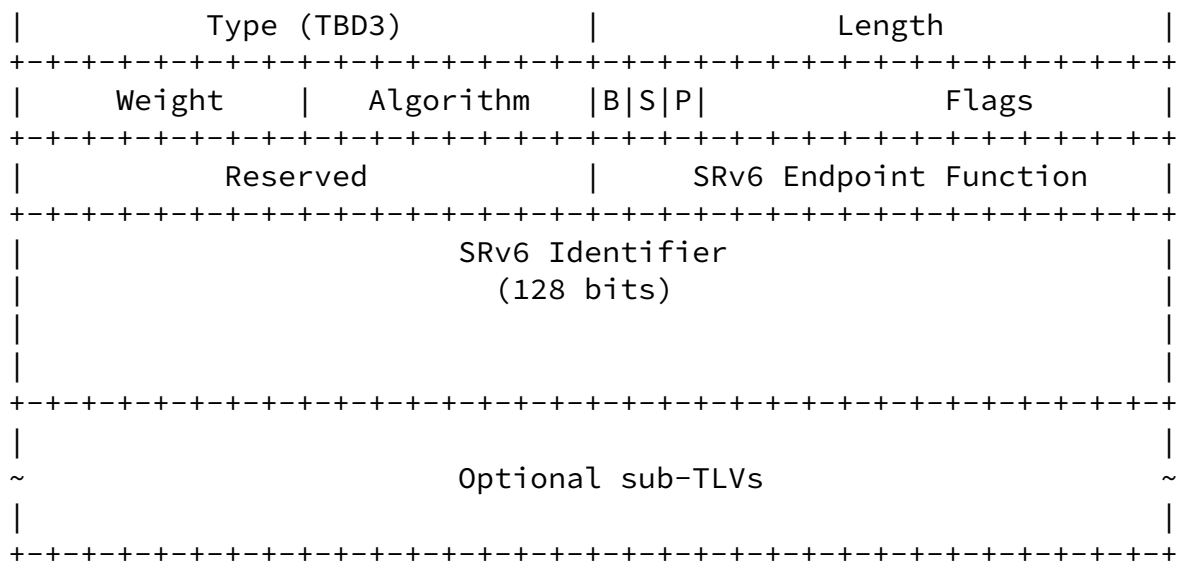 |          Type (TBD3)          |             Length            |
+-+-+-+-+-+-+-+-+-+-+-+-+-+-+-+-+-+-+-+-+-+-+-+-+-+-+-+-+-+-+-+-+
|     Weight    |   Algorithm   |B|S|P|             Flags       |
+-+-+-+-+-+-+-+-+-+-+-+-+-+-+-+-+-+-+-+-+-+-+-+-+-+-+-+-+-+-+-+-+
|           Reserved            |     SRv6 Endpoint Function    |
+-+-+-+-+-+-+-+-+-+-+-+-+-+-+-+-+-+-+-+-+-+-+-+-+-+-+-+-+-+-+-+-+
|                        SRv6 Identifier                        |
|                          (128 bits)                           |
|                                                               |
|                                                               |
+-+-+-+-+-+-+-+-+-+-+-+-+-+-+-+-+-+-+-+-+-+-+-+-+-+-+-+-+-+-+-+-+
|                                                               |
~                        Optional sub-TLVs                      ~
|                                                               |
+-+-+-+-+-+-+-+-+-+-+-+-+-+-+-+-+-+-+-+-+-+-+-+-+-+-+-+-+-+-+-+-+